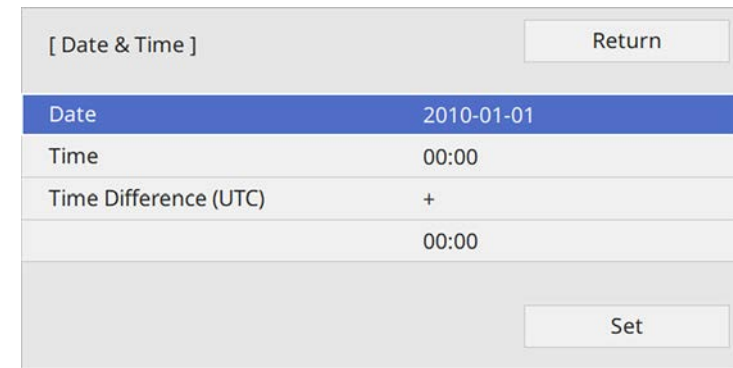 [ Date & Time ] Return
Date 2010-01-01
Time 00:00
Time Difference (UTC) +
00:00
Set